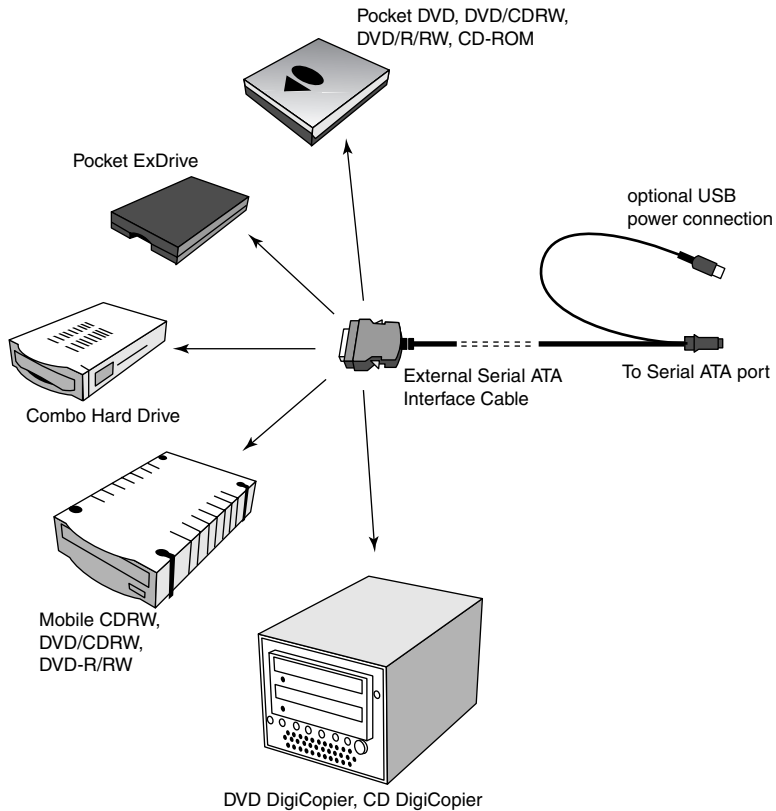 Pocket DVD, DVD/CDRW,
DVD/R/RW, CD-ROM
Pocket ExDrive
optional USB
power connection
External Serial ATA
Interface Cable
To Serial ATA port
Combo Hard Drive
Mobile CDRW,
DVD/CDRW,
DVD-R/RW
DVD DigiCopier, CD DigiCopier